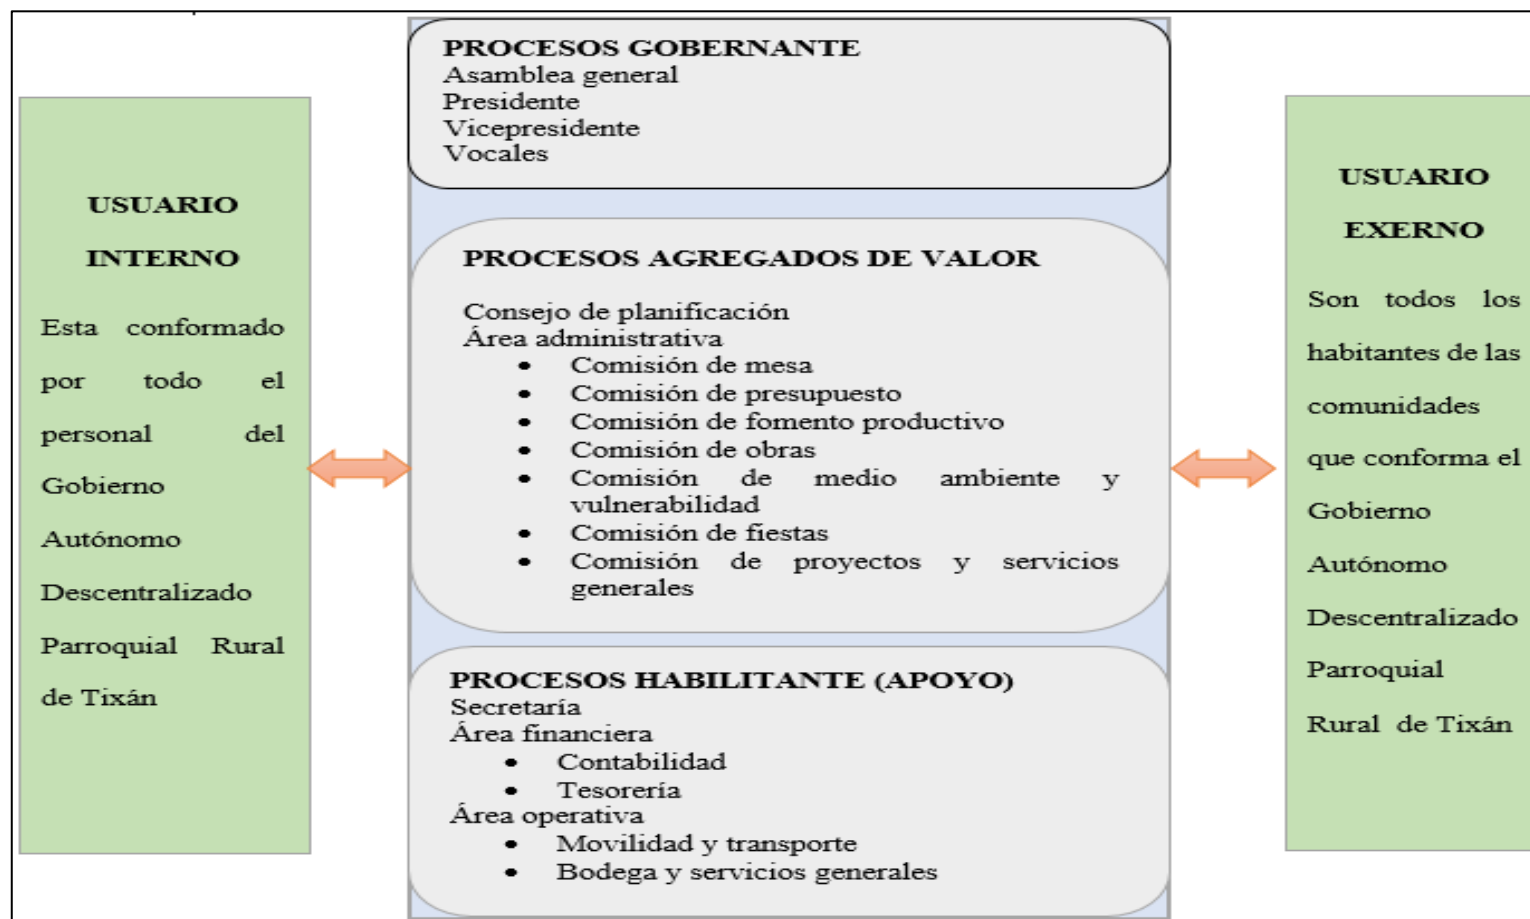 USUARIO
INTERNO
Esta conformado
por todo el
personal del
Gobierno
Autónomo
Descentralizado
Parroquial Rural
de Tixán
PROCESOS GOBERNANTE
Asamblea general
Presidente
Vicepresidente
Vocales
PROCESOS AGREGADOS DE VALOR
Consejo de planificación
Área administrativa
• Comisión de mesa
• Comisión de presupuesto
• Comisión de fomento productivo
• Comisión de obras
• Comisión de medio ambiente y
vulnerabilidad
• Comisión de fiestas
• Comisión de proyectos y servicios
generales
PROCESOS HABILITANTE (APOYO)
Secretaría
Área financiera
• Contabilidad
• Tesorería
Área operativa
• Movilidad y transporte
• Bodega y servicios generales
USUARIO
EXERNO
Son todos los
habitantes de las
comunidades
que conforma el
Gobierno
Autónomo
Descentralizado
Parroquial
Rural de Tixán